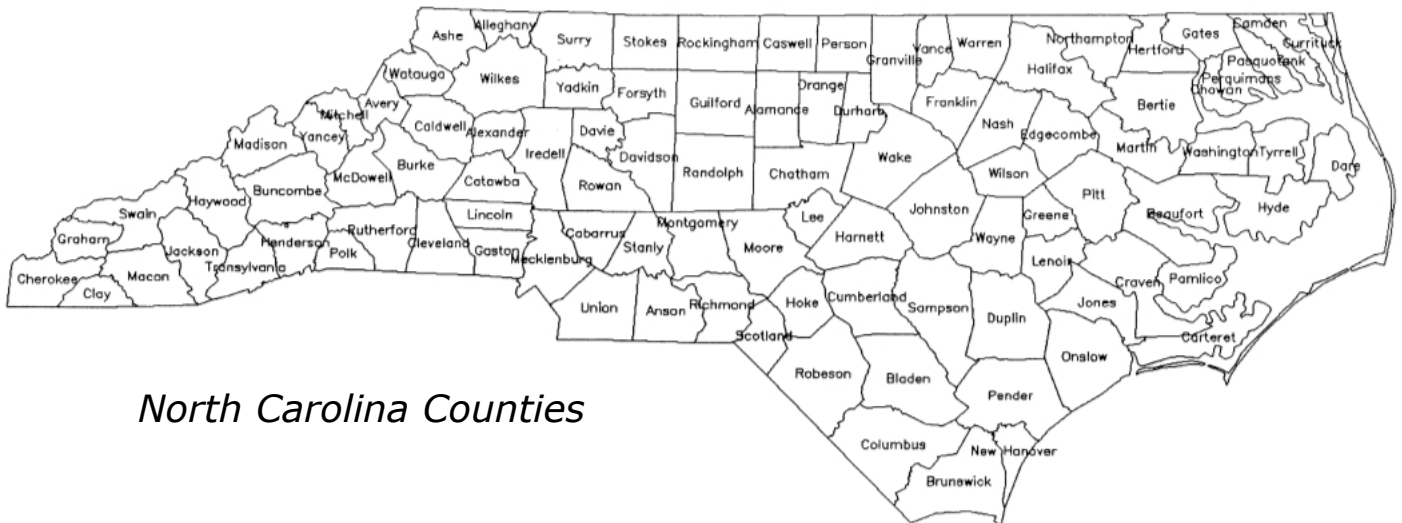 Alleghany
Ashe
Surry
Stokes
Rockingham
Caswell
Person
Granville
Vance
Warren
Northampton
Hertford
Gates
Camden
Currituck
Pasquotank
Perquimans
Chowan
Watauga
Wilkes
Yadkin
Forsyth
Guilford
Alamance
Orange
Durham
Franklin
Halifax
Bertie
Mitchell
Avery
Caldwell
Alexander
Iredell
Davie
Davidson
Nash
Edgecombe
Martin
Washington
Tyrrell
Dare
Madison
Yancey
McDowell
Burke
Catawba
Rowan
Randolph
Chatham
Wake
Wilson
Pitt
Beaufort
Hyde
Haywood
Buncombe
Swain
Graham
Jackson
Henderson
Rutherford
Polk
Cleveland
Lincoln
Gaston
Mecklenburg
Cabarrus
Stanly
Montgomery
Moore
Lee
Harnett
Johnston
Wayne
Greene
Lenoir
Craven
Pamlico
Cherokee
Clay
Macon
Transylvania
Union
Anson
Richmond
Scotland
Hoke
Cumberland
Sampson
Duplin
Jones
Carteret
Onslow
Robeson
Bladen
Pender
Columbus
New Hanover
Brunswick
North Carolina Counties